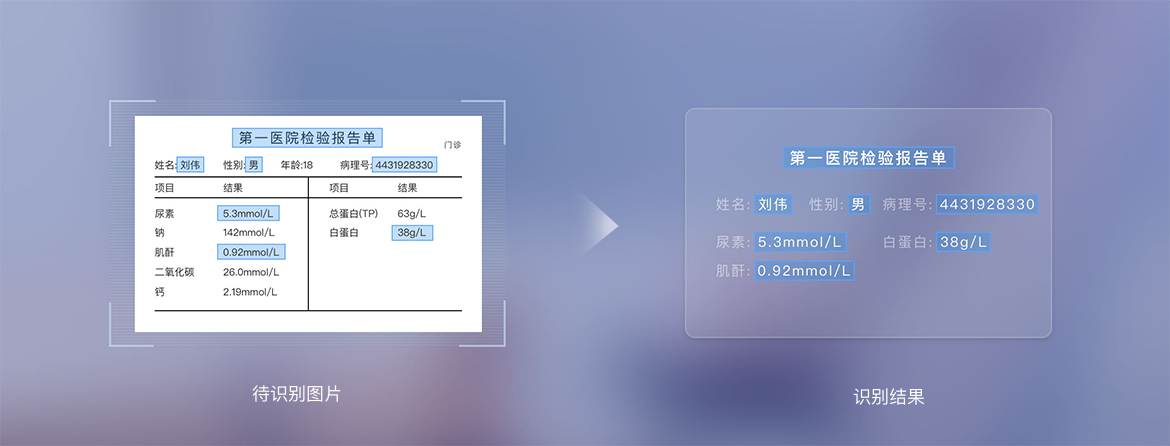 第一医院检验报告单
门诊
姓名:刘伟 性别:男 年龄:18 病理号:4431928330
项目 结果 项目 结果
尿素 5.3mmol/L 总蛋白(TP) 63g/L
钠 142mmol/L 白蛋白 38g/L
肌酐 0.92mmol/L
二氧化碳 26.0mmol/L
钙 2.19mmol/L
待识别图片
第一医院检验报告单
姓名: 刘伟 性别: 男 病理号: 4431928330
尿素: 5.3mmol/L 白蛋白: 38g/L
肌酐: 0.92mmol/L
识别结果